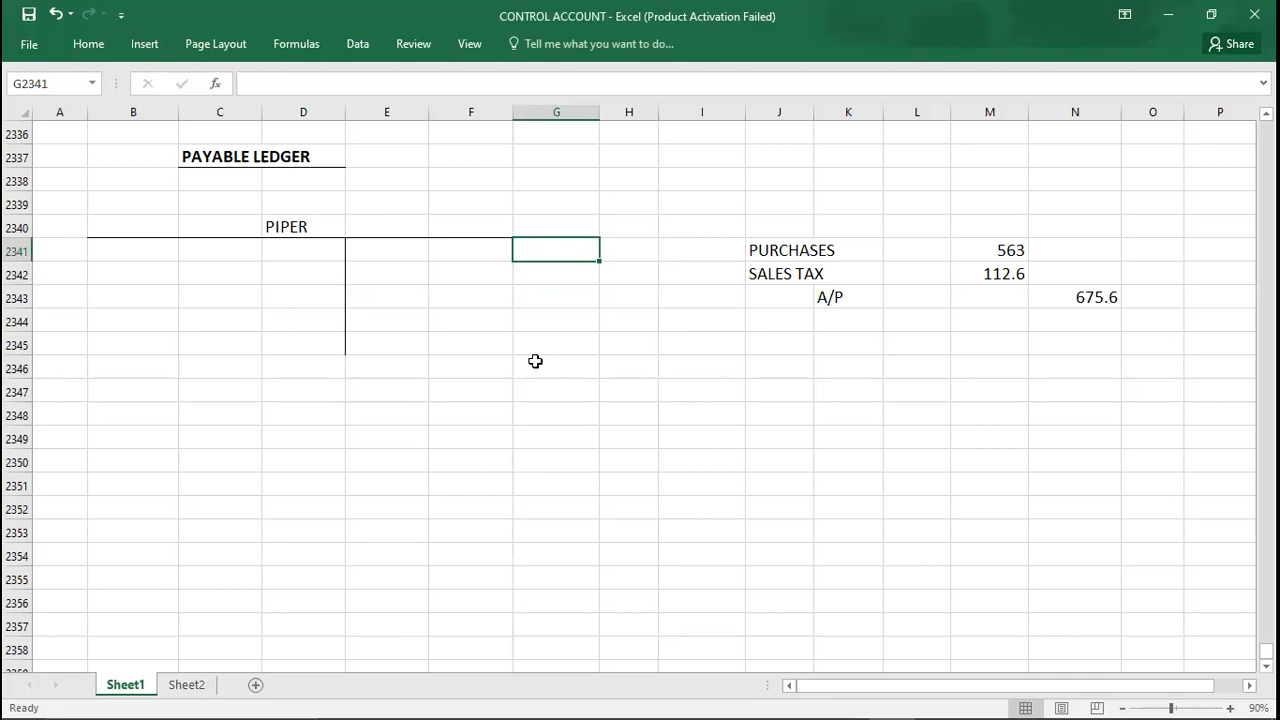 CONTROL ACCOUNT - Excel (Product Activation Failed)
File Home Insert Page Layout Formulas Data Review View Tell me what you want to do... Share
G2341 fx
A B C D E F G H I J K L M N O P
2336
2337 PAYABLE LEDGER
2338
2339
2340 PIPER
2341 PURCHASES 563
2342 SALES TAX 112.6
2343 A/P 675.6
2344
2345
2346
2347
2348
2349
2350
2351
2352
2353
2354
2355
2356
2357
2358
Sheet1 Sheet2
Ready 90%